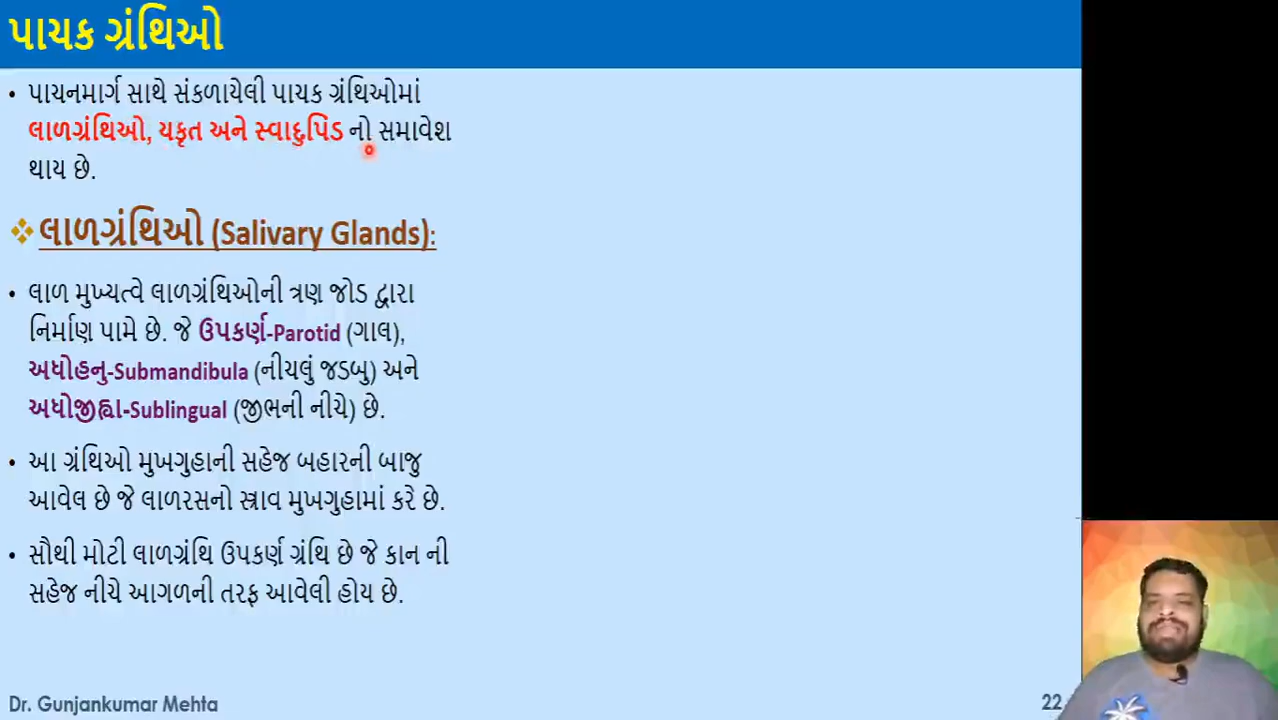 પાચક ગ્રંથિઓ
• પાચનમાર્ગ સાથે સંકળાયેલી પાચક ગ્રંથિઓમાં
લાળગ્રંથિઓ, યકૃત અને સ્વાદુપિંડ નો સમાવેશ
થાય છે.
❖ લાળગ્રંથિઓ (Salivary Glands):
• લાળ મુખ્યત્વે લાળગ્રંથિઓની ત્રણ જોડ દ્વારા
નિર્માણ પામે છે. જે ઉપકર્ણ-Parotid (ગાલ),
અધોહનુ-Submandibula (નીચલું જડબુ) અને
અધોજીહ્વા-Sublingual (જીભની નીચે) છે.
• આ ગ્રંથિઓ મુખગુહાની સહેજ બહારની બાજુ
આવેલ છે જે લાળરસનો સ્ત્રાવ મુખગુહામાં કરે છે.
• સૌથી મોટી લાળગ્રંથિ ઉપકર્ણ ગ્રંથિ છે જે કાન ની
સહેજ નીચે આગળની તરફ આવેલી હોય છે.
Dr. Gunjankumar Mehta
22